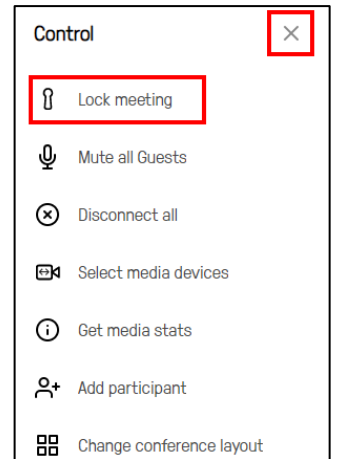 Control
Lock meeting
Mute all Guests
Disconnect all
Select media devices
Get media stats
Add participant
Change conference layout